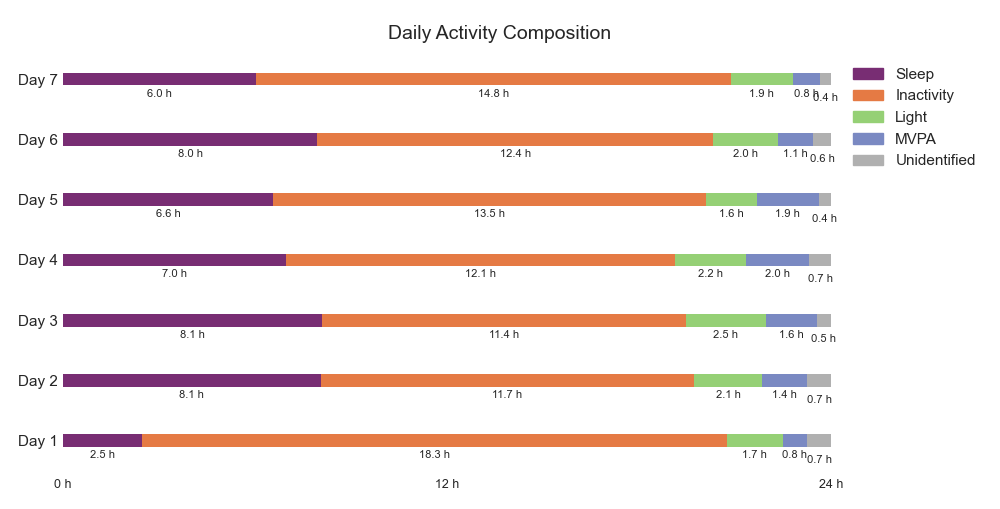 Daily Activity Composition
Day 7
6.0 h 14.8 h 1.9 h 0.8 h 0.4 h
Day 6
8.0 h 12.4 h 2.0 h 1.1 h 0.6 h
Day 5
6.6 h 13.5 h 1.6 h 1.9 h 0.4 h
Day 4
7.0 h 12.1 h 2.2 h 2.0 h 0.7 h
Day 3
8.1 h 11.4 h 2.5 h 1.6 h 0.5 h
Day 2
8.1 h 11.7 h 2.1 h 1.4 h 0.7 h
Day 1
2.5 h 18.3 h 1.7 h 0.8 h 0.7 h
0 h 12 h 24 h
Sleep
Inactivity
Light
MVPA
Unidentified